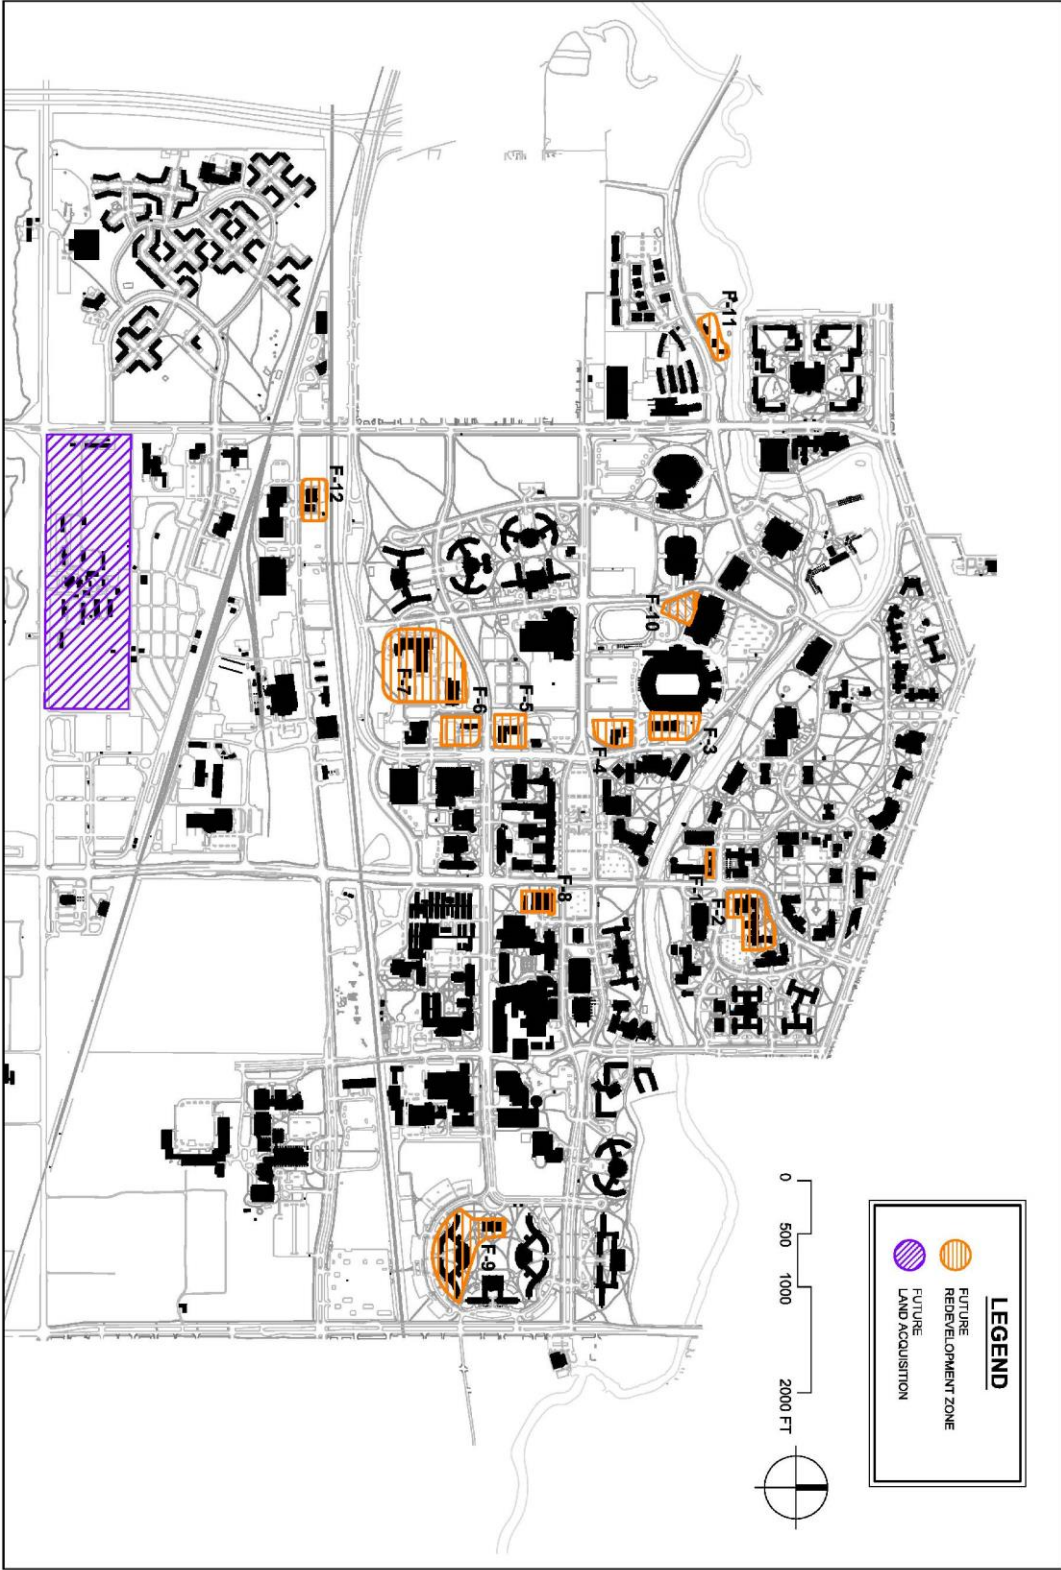 LEGEND
FUTURE
REDEVELOPMENT ZONE
FUTURE
LAND ACQUISITION
0 500 1000 2000 FT
F-11
F-2
F-3
F-1
F-10
F-4
F-8
F-5
F-9
F-6
F-7
F-12